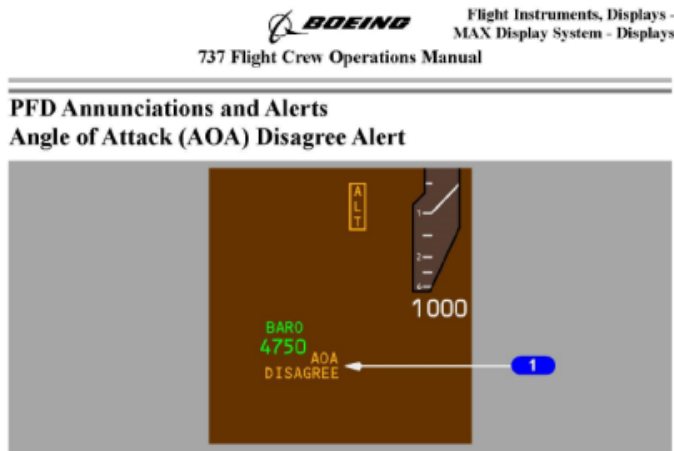 BOEING
Flight Instruments, Displays -
MAX Display System - Displays
737 Flight Crew Operations Manual
PFD Annunciations and Alerts
Angle of Attack (AOA) Disagree Alert
A
L
T
1
2
6
1000
BARO
4750
AOA
DISAGREE
1